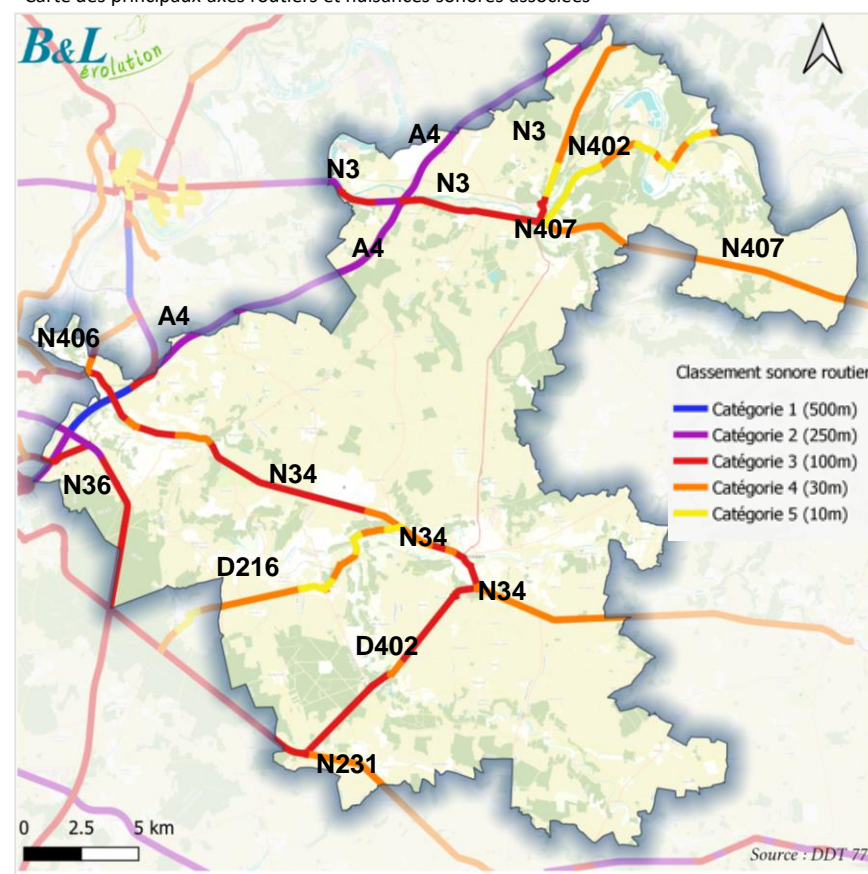 Carte des principaux axes routiers et nuisances sonores associées
B&L
évolution
A4
N3
N402
N3
N3
N407
A4
N407
A4
N406
Classement sonore routier
Catégorie 1 (500m)
Catégorie 2 (250m)
Catégorie 3 (100m)
Catégorie 4 (30m)
Catégorie 5 (10m)
N34
N36
N34
D216
N34
D402
N231
0 2.5 5 km
Source : DDT 77